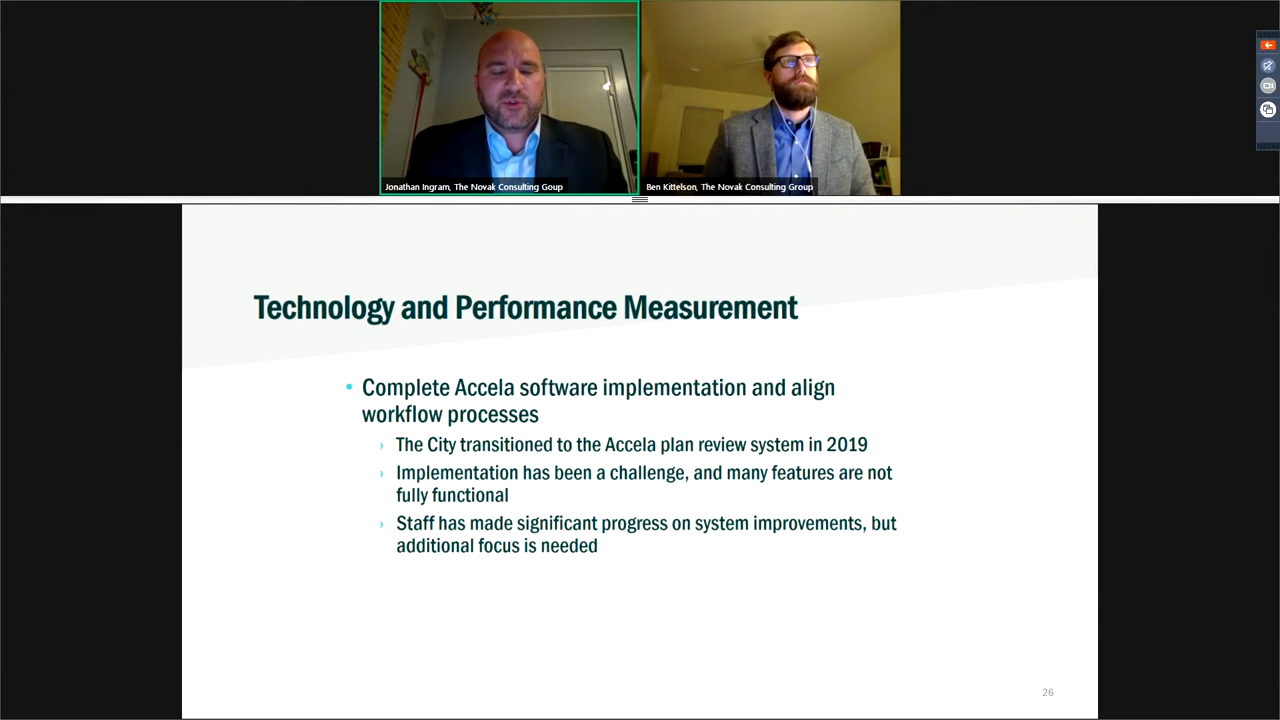 Jonathan Ingram, The Novak Consulting Goup
Ben Kittelson, The Novak Consulting Group
Technology and Performance Measurement
• Complete Accela software implementation and align
workflow processes
› The City transitioned to the Accela plan review system in 2019
› Implementation has been a challenge, and many features are not
fully functional
› Staff has made significant progress on system improvements, but
additional focus is needed
26